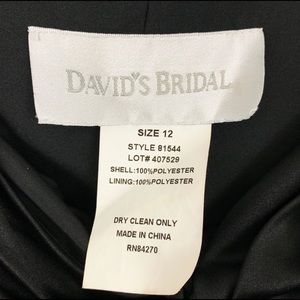 DAVID'S BRIDAL
SIZE 12
STYLE 81544
LOT# 407529
SHELL:100%POLYESTER
LINING:100%POLYESTER
DRY CLEAN ONLY
MADE IN CHINA
RN84270